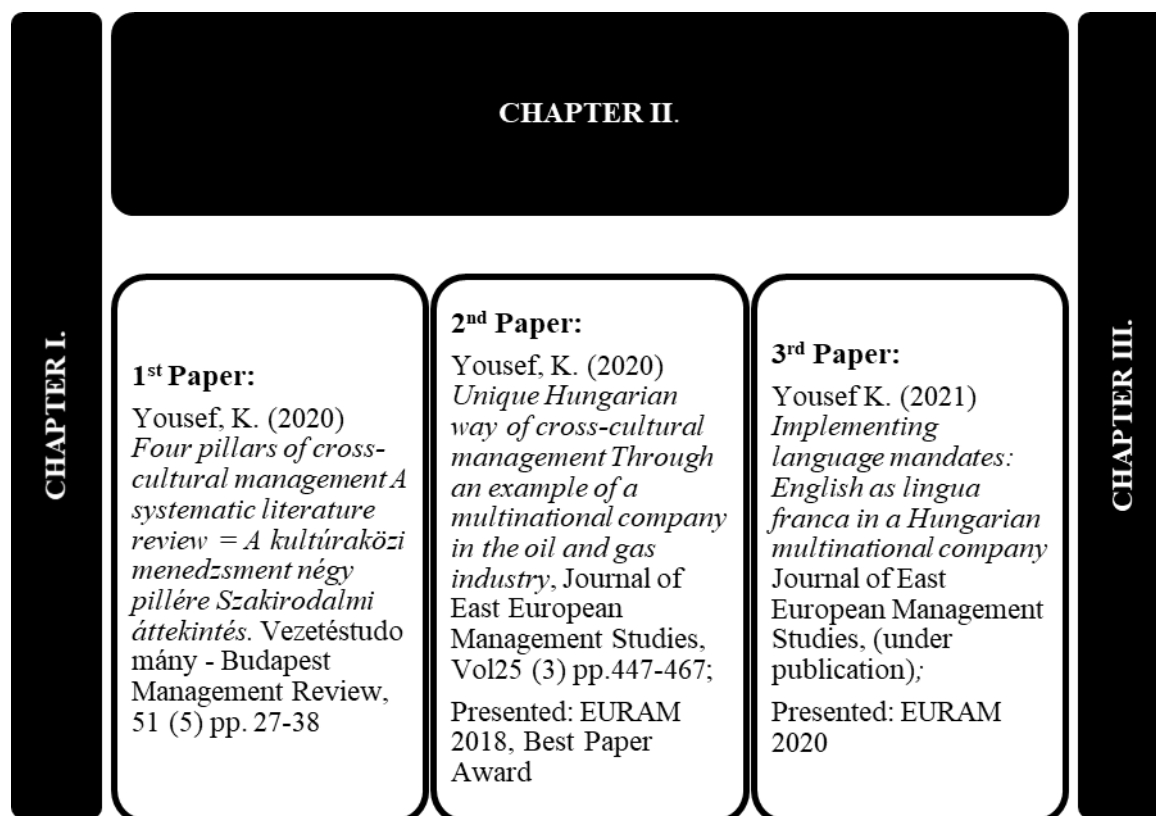 CHAPTER I.
CHAPTER II.
1st Paper:
Yousef, K. (2020)
Four pillars of cross-
cultural management A
systematic literature
review = A kultúraközi
menedzsment négy
pillére Szakirodalmi
áttekintés. Vezetéstudo
mány - Budapest
Management Review,
51 (5) pp. 27-38
2nd Paper:
Yousef, K. (2020)
Unique Hungarian
way of cross-cultural
management Through
an example of a
multinational company
in the oil and gas
industry, Journal of
East European
Management Studies,
Vol25 (3) pp.447-467;
Presented: EURAM
2018, Best Paper
Award
3rd Paper:
Yousef K. (2021)
Implementing
language mandates:
English as lingua
franca in a Hungarian
multinational company
Journal of East
European Management
Studies, (under
publication);
Presented: EURAM
2020
CHAPTER III.